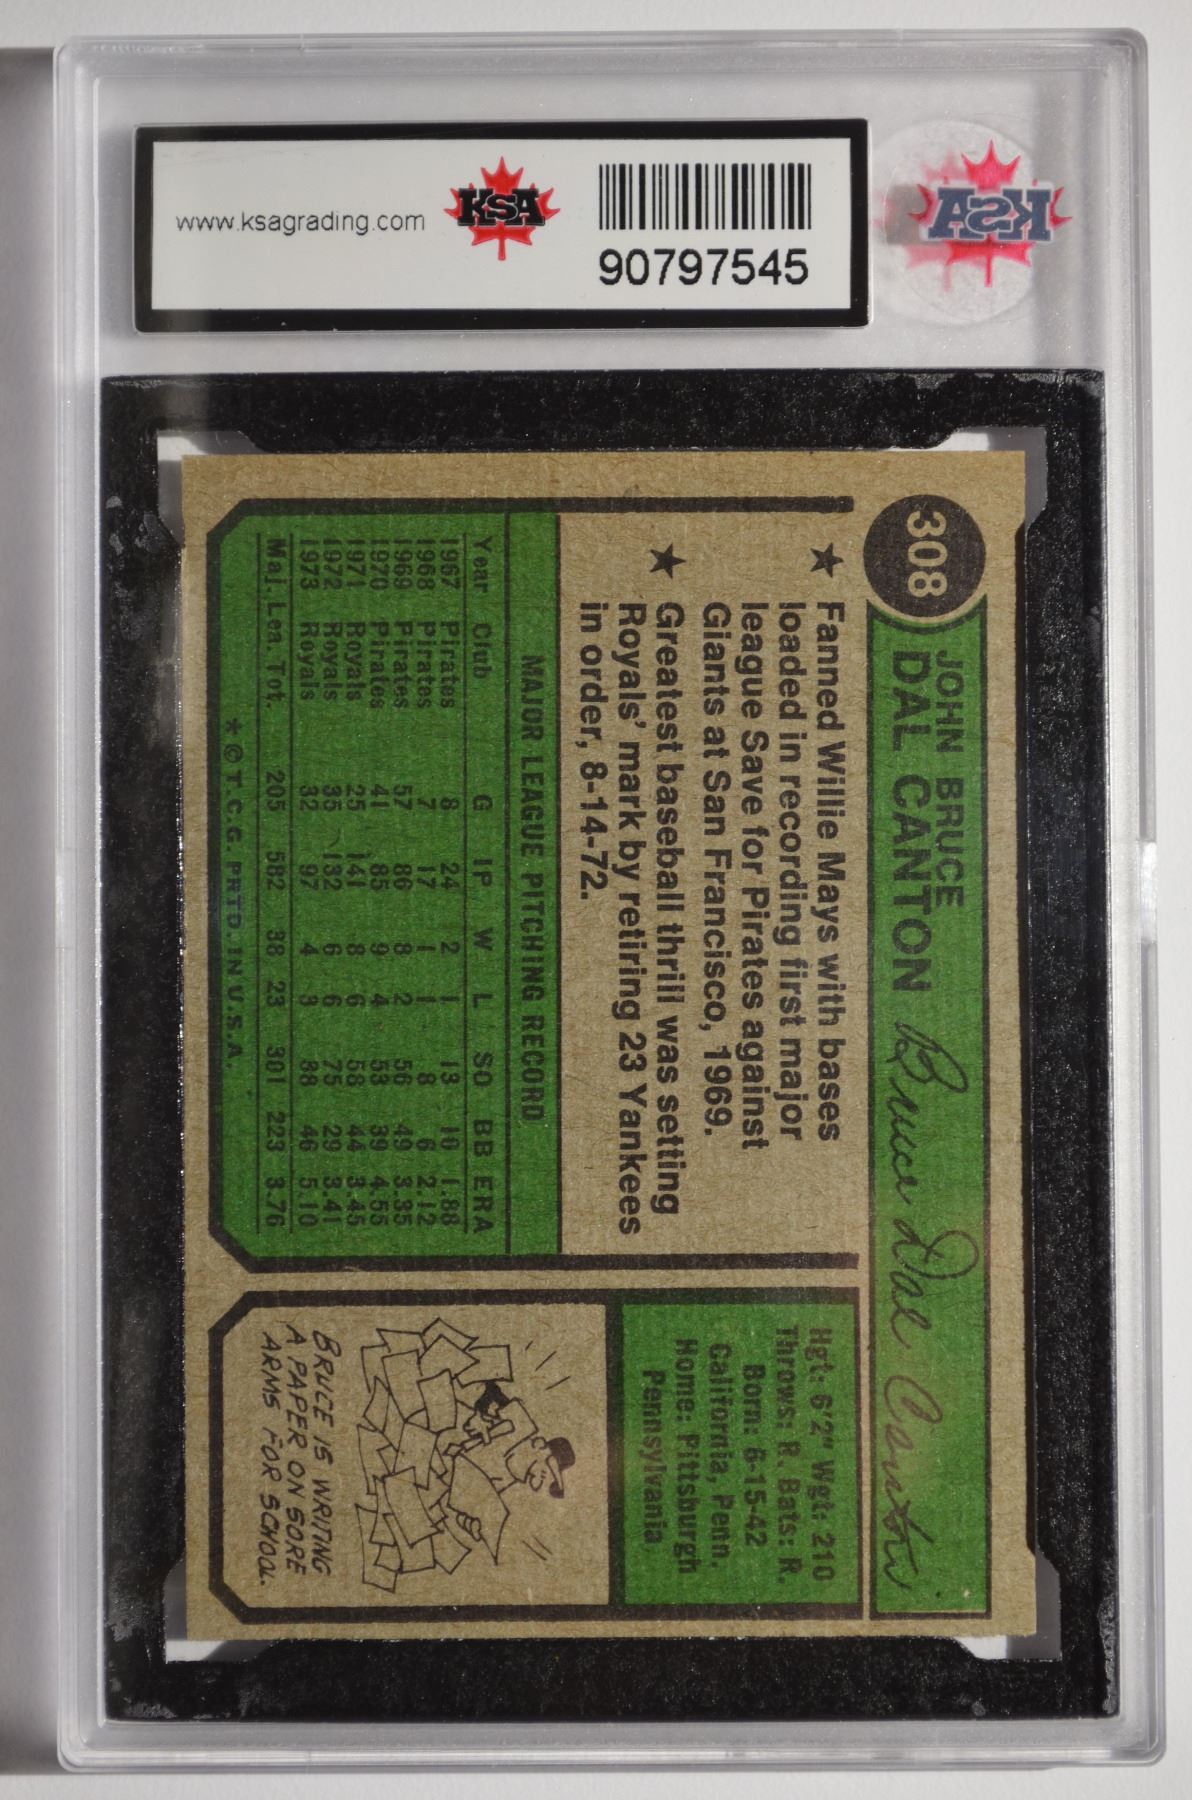 www.ksagrading.com
KSA
90797545
KSA
308
JOHN BRUCE
DAL CANTON
Bruce Dal Canton
★ Fanned Willie Mays with bases
loaded in recording first major
league Save for Pirates against
Giants at San Francisco, 1969.
★ Greatest baseball thrill was setting
Royals' mark by retiring 23 Yankees
in order, 8-14-72.
MAJOR LEAGUE PITCHING RECORD
Year Club G IP W L SO BB ERA
1967 Pirates 8 24 2 1 13 10 1.88
1968 Pirates 7 17 1 1 8 6 2.12
1969 Pirates 57 86 8 2 56 49 3.35
1970 Pirates 41 85 9 4 53 39 4.55
1971 Royals 25 141 8 6 58 44 3.45
1972 Royals 35 132 6 6 75 29 3.41
1973 Royals 32 97 4 3 38 46 5.10
Maj. Lea. Tot. 205 582 38 23 301 223 3.76
* © T.C.G. PRTD. IN U.S.A.
Hgt: 6'2" Wgt: 210
Throws: R. Bats: R.
Born: 6-15-42
California, Penn.
Home: Pittsburgh
Pennsylvania
BRUCE IS WRITING
A PAPER ON SORE
ARMS FOR SCHOOL.